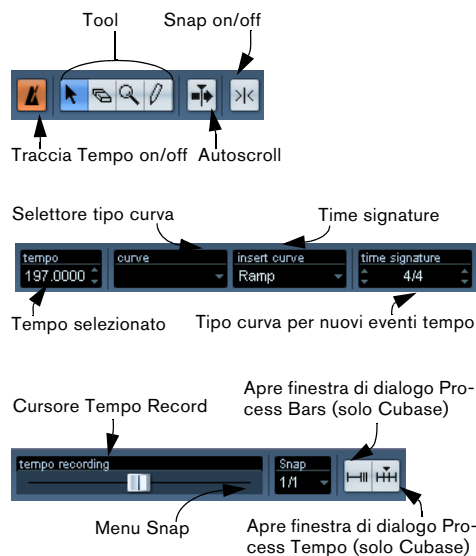 Tool
Snap on/off
Traccia Tempo on/off
Autoscroll
Selettore tipo curva
Time signature
tempo
curve
insert curve
time signature
197.0000
Ramp
4/4
Tempo selezionato
Tipo curva per nuovi eventi tempo
Apre finestra di dialogo Pro-
cess Bars (solo Cubase)
Cursore Tempo Record
tempo recording
Snap
1/1
Menu Snap
Apre finestra di dialogo Pro-
cess Tempo (solo Cubase)